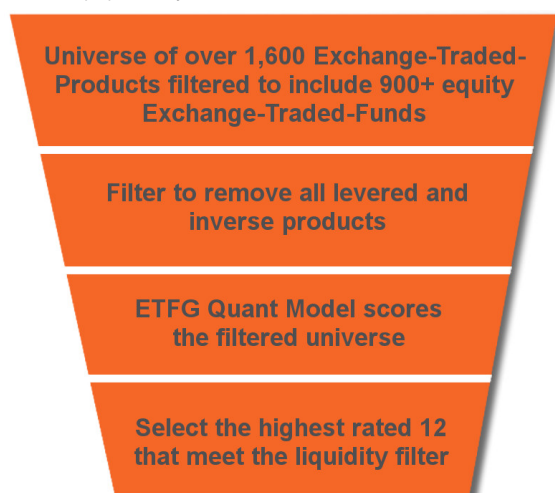 Universe of over 1,600 Exchange-Traded-
Products filtered to include 900+ equity
Exchange-Traded-Funds
Filter to remove all levered and
inverse products
ETFG Quant Model scores
the filtered universe
Select the highest rated 12
that meet the liquidity filter